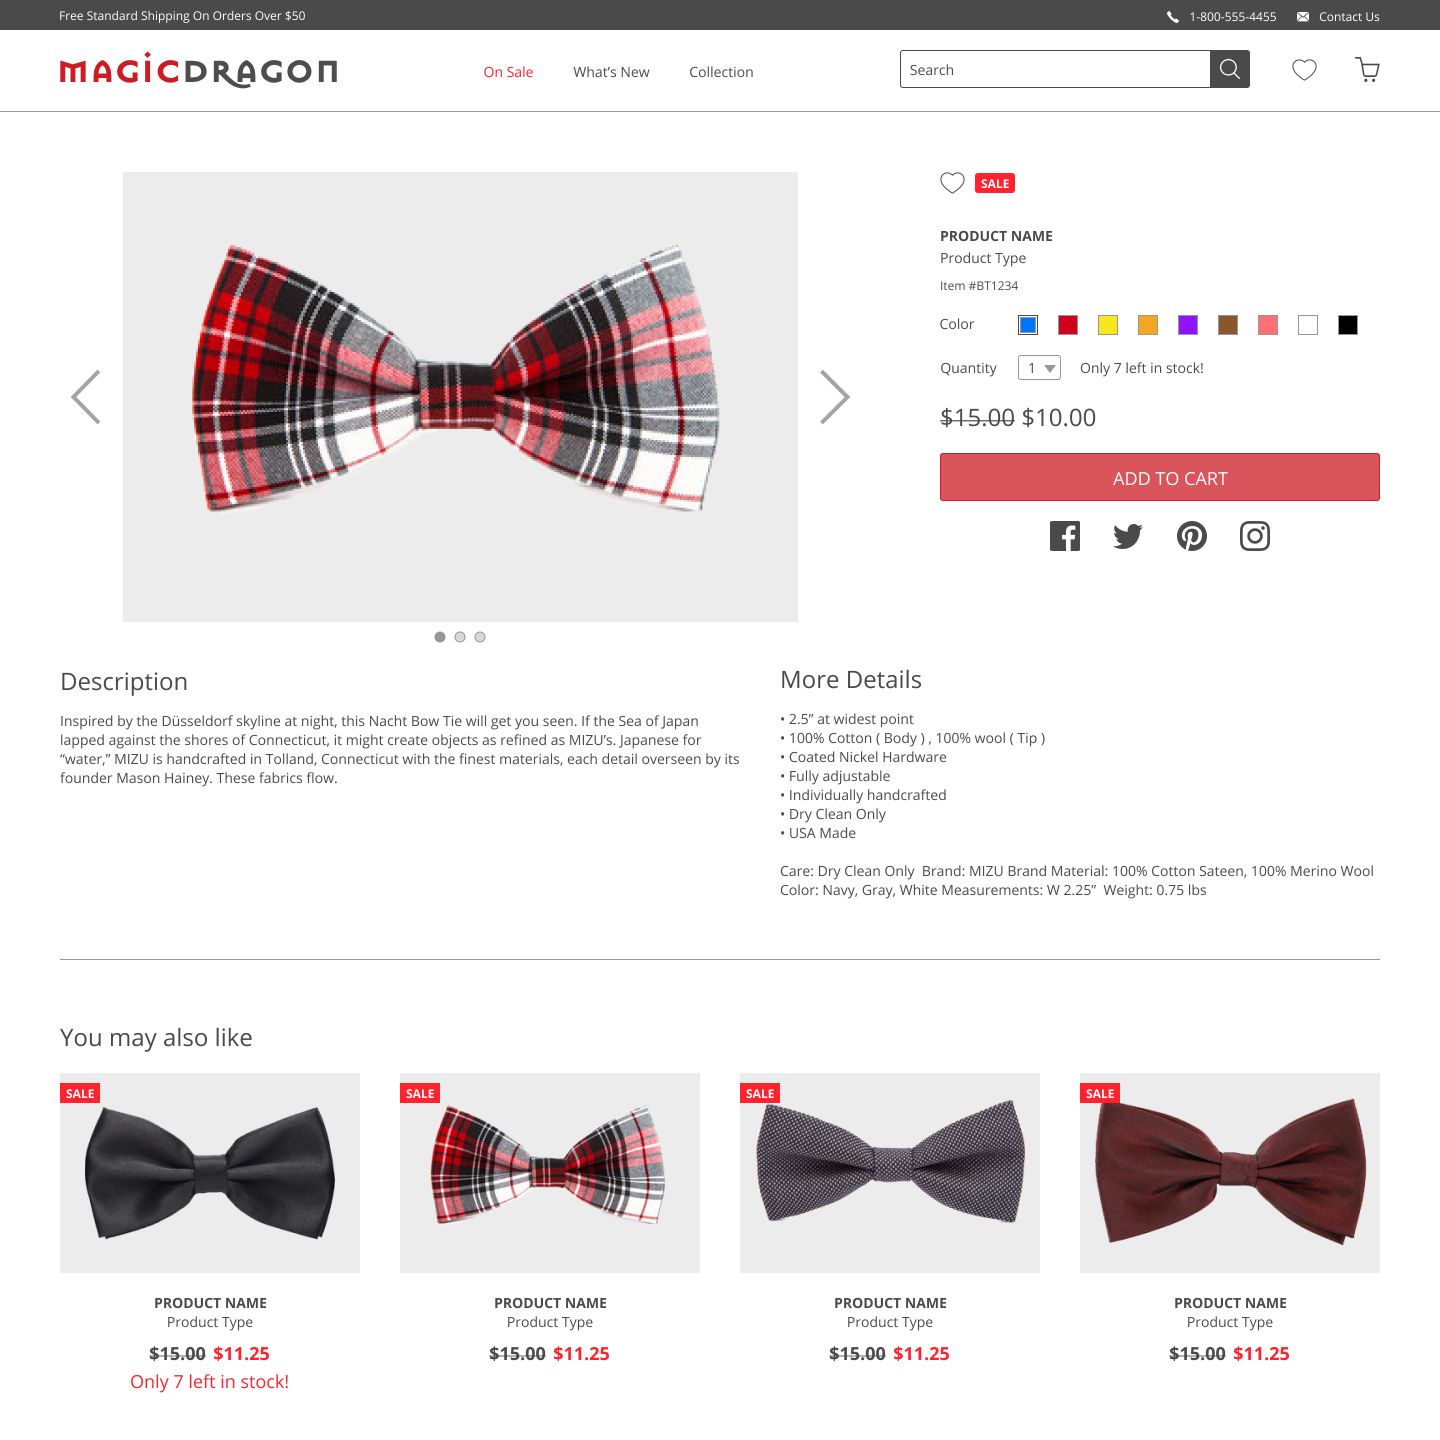 Free Standard Shipping On Orders Over $50
1-800-555-4455
Contact Us
MAGICDRAGON
On Sale
What’s New
Collection
Search
SALE
PRODUCT NAME
Product Type
Item #BT1234
Color
Quantity
1
Only 7 left in stock!
$15.00 $10.00
ADD TO CART
Description
Inspired by the Düsseldorf skyline at night, this Nacht Bow Tie will get you seen. If the Sea of Japan
lapped against the shores of Connecticut, it might create objects as refined as MIZU’s. Japanese for
“water,” MIZU is handcrafted in Tolland, Connecticut with the finest materials, each detail overseen by its
founder Mason Hainey. These fabrics flow.
More Details
• 2.5” at widest point
• 100% Cotton ( Body ) , 100% wool ( Tip )
• Coated Nickel Hardware
• Fully adjustable
• Individually handcrafted
• Dry Clean Only
• USA Made
Care: Dry Clean Only  Brand: MIZU Brand Material: 100% Cotton Sateen, 100% Merino Wool
Color: Navy, Gray, White Measurements: W 2.25”  Weight: 0.75 lbs
You may also like
SALE
PRODUCT NAME
Product Type
$15.00 $11.25
Only 7 left in stock!
SALE
PRODUCT NAME
Product Type
$15.00 $11.25
SALE
PRODUCT NAME
Product Type
$15.00 $11.25
SALE
PRODUCT NAME
Product Type
$15.00 $11.25